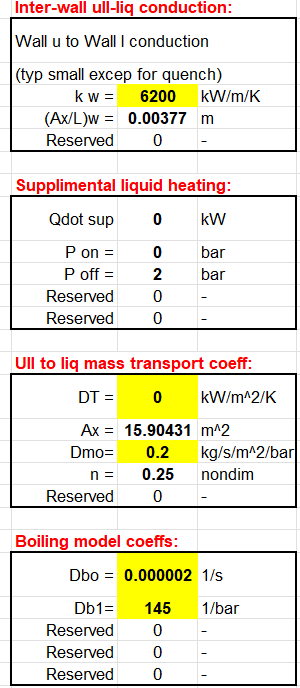 Inter-wall ull-liq conduction:
Wall u to Wall l conduction
(typ small excep for quench)
k w = 6200 kW/m/K
(Ax/L)w = 0.00377 m
Reserved 0 -
Supplimental liquid heating:
Qdot sup 0 kW
P on = 0 bar
P off = 2 bar
Reserved 0 -
Reserved 0 -
Ull to liq mass transport coeff:
DT = 0 kW/m^2/K
Ax = 15.90431 m^2
Dmo= 0.2 kg/s/m^2/bar
n = 0.25 nondim
Reserved 0 -
Boiling model coeffs:
Dbo = 0.000002 1/s
Db1= 145 1/bar
Reserved 0 -
Reserved 0 -
Reserved 0 -